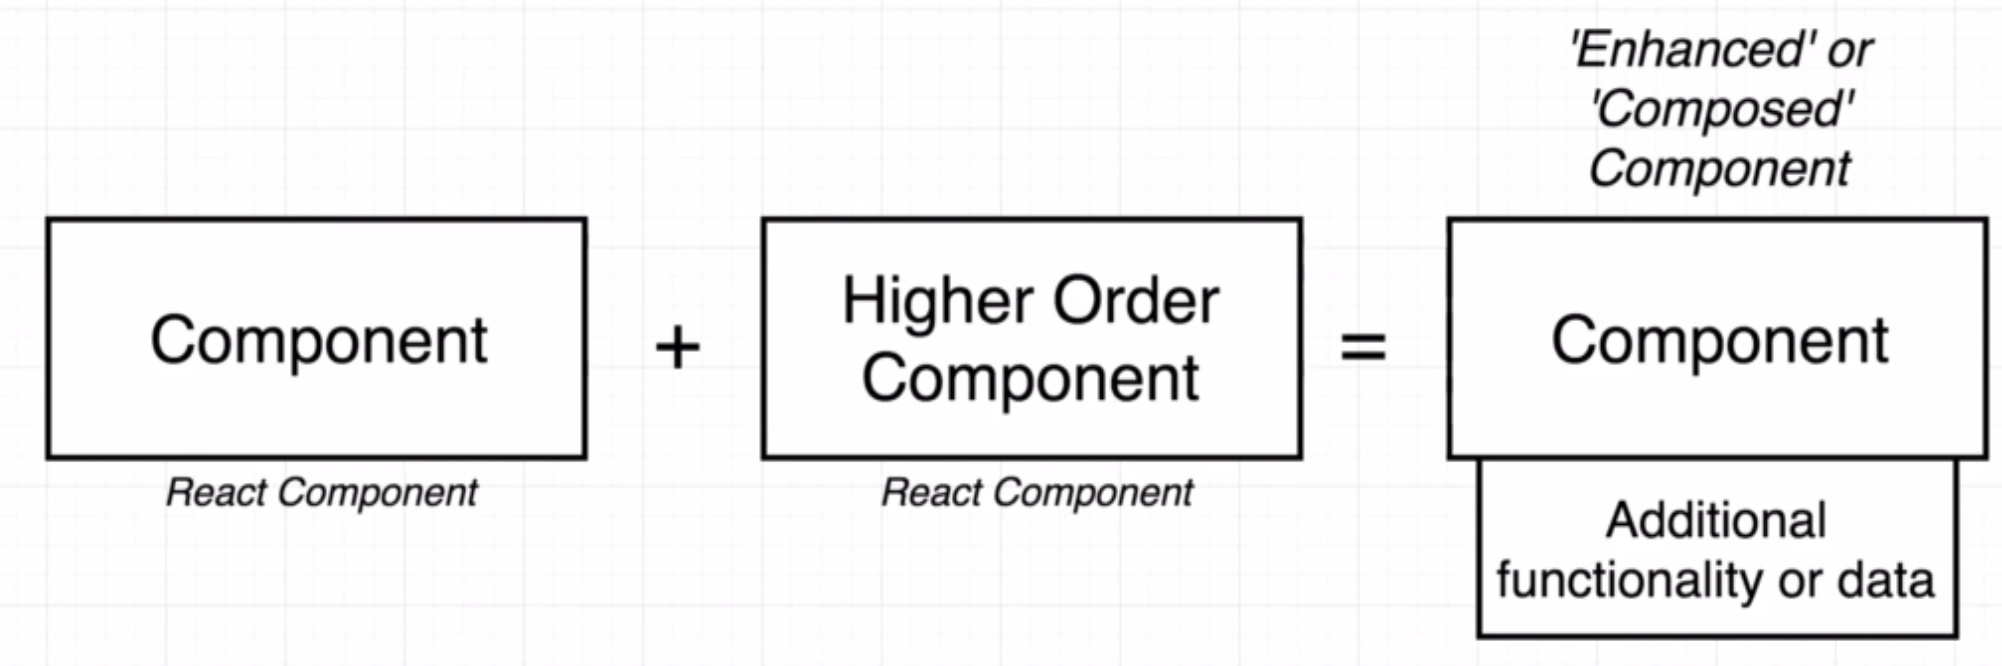 'Enhanced' or
'Composed'
Component
Component
+
Higher Order
Component
=
Component
React Component
React Component
Additional
functionality or data